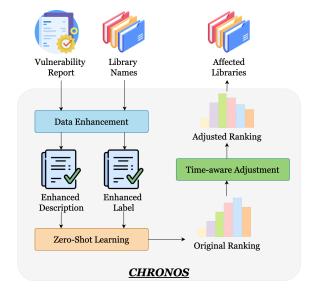 Vulnerability
Report
Library
Names
Affected
Libraries
Data Enhancement
Adjusted Ranking
Time-aware Adjustment
Enhanced
Description
Enhanced
Label
Zero-Shot Learning
Original Ranking
CHRONOS